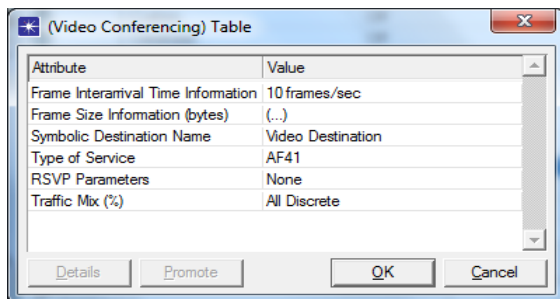 (Video Conferencing) Table
Attribute Value
Frame Interarrival Time Information 10 frames/sec
Frame Size Information (bytes) (...)
Symbolic Destination Name Video Destination
Type of Service AF41
RSVP Parameters None
Traffic Mix (%) All Discrete
Details Promote OK Cancel